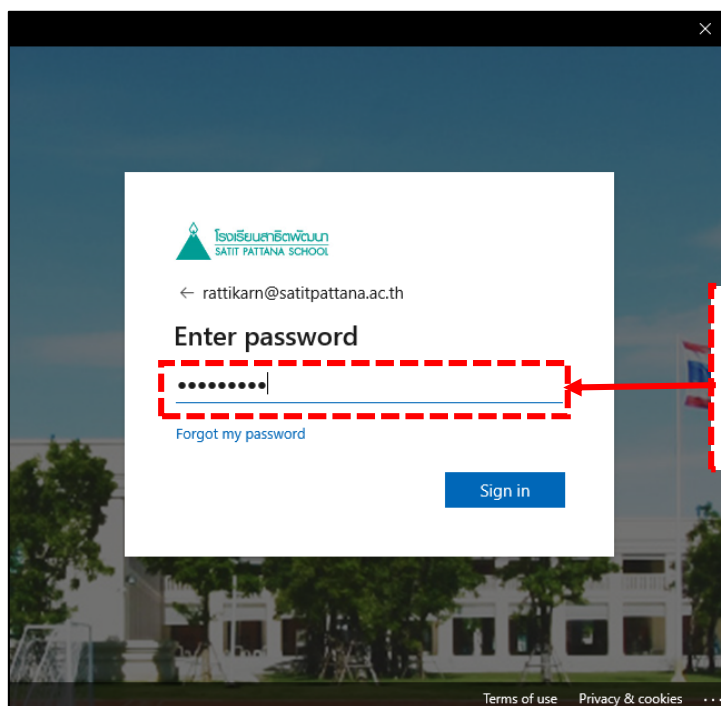 โรงเรียนสาธิตพัฒนา
SATIT PATTANA SCHOOL
← rattikarn@satitpattana.ac.th
Enter password
•••••••••
Forgot my password
Sign in
Terms of use Privacy & cookies ...